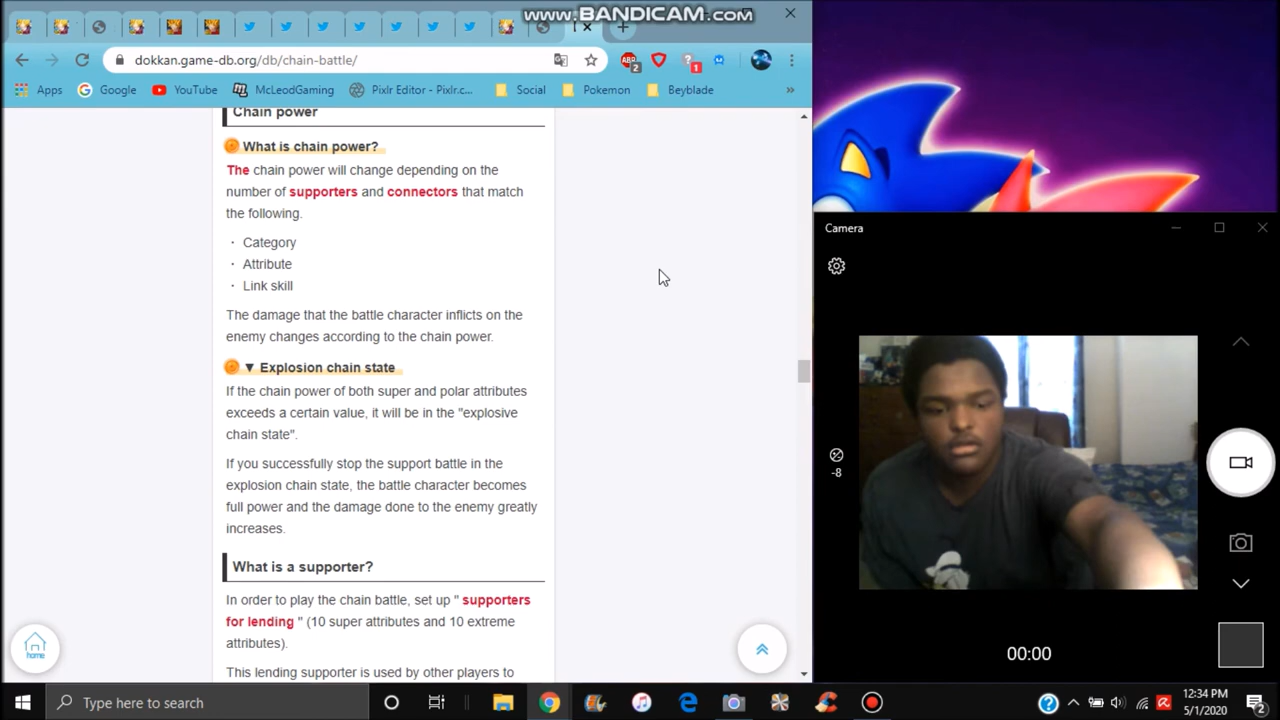 www.BANDICAM.com
dokkan.game-db.org/db/chain-battle/
ABP
2
1
Apps
Google
YouTube
McLeodGaming
Pixlr Editor - Pixlr.c...
Social
Pokemon
Beyblade
»
Chain power
What is chain power?
The chain power will change depending on the
number of supporters and connectors that match
the following.
・ Category
・ Attribute
・ Link skill
The damage that the battle character inflicts on the
enemy changes according to the chain power.
▼ Explosion chain state
If the chain power of both super and polar attributes
exceeds a certain value, it will be in the "explosive
chain state".
If you successfully stop the support battle in the
explosion chain state, the battle character becomes
full power and the damage done to the enemy greatly
increases.
What is a supporter?
In order to play the chain battle, set up " supporters
for lending " (10 super attributes and 10 extreme
attributes).
This lending supporter is used by other players to
home
Camera
-8
00:00
Type here to search
12:34 PM
5/1/2020
2